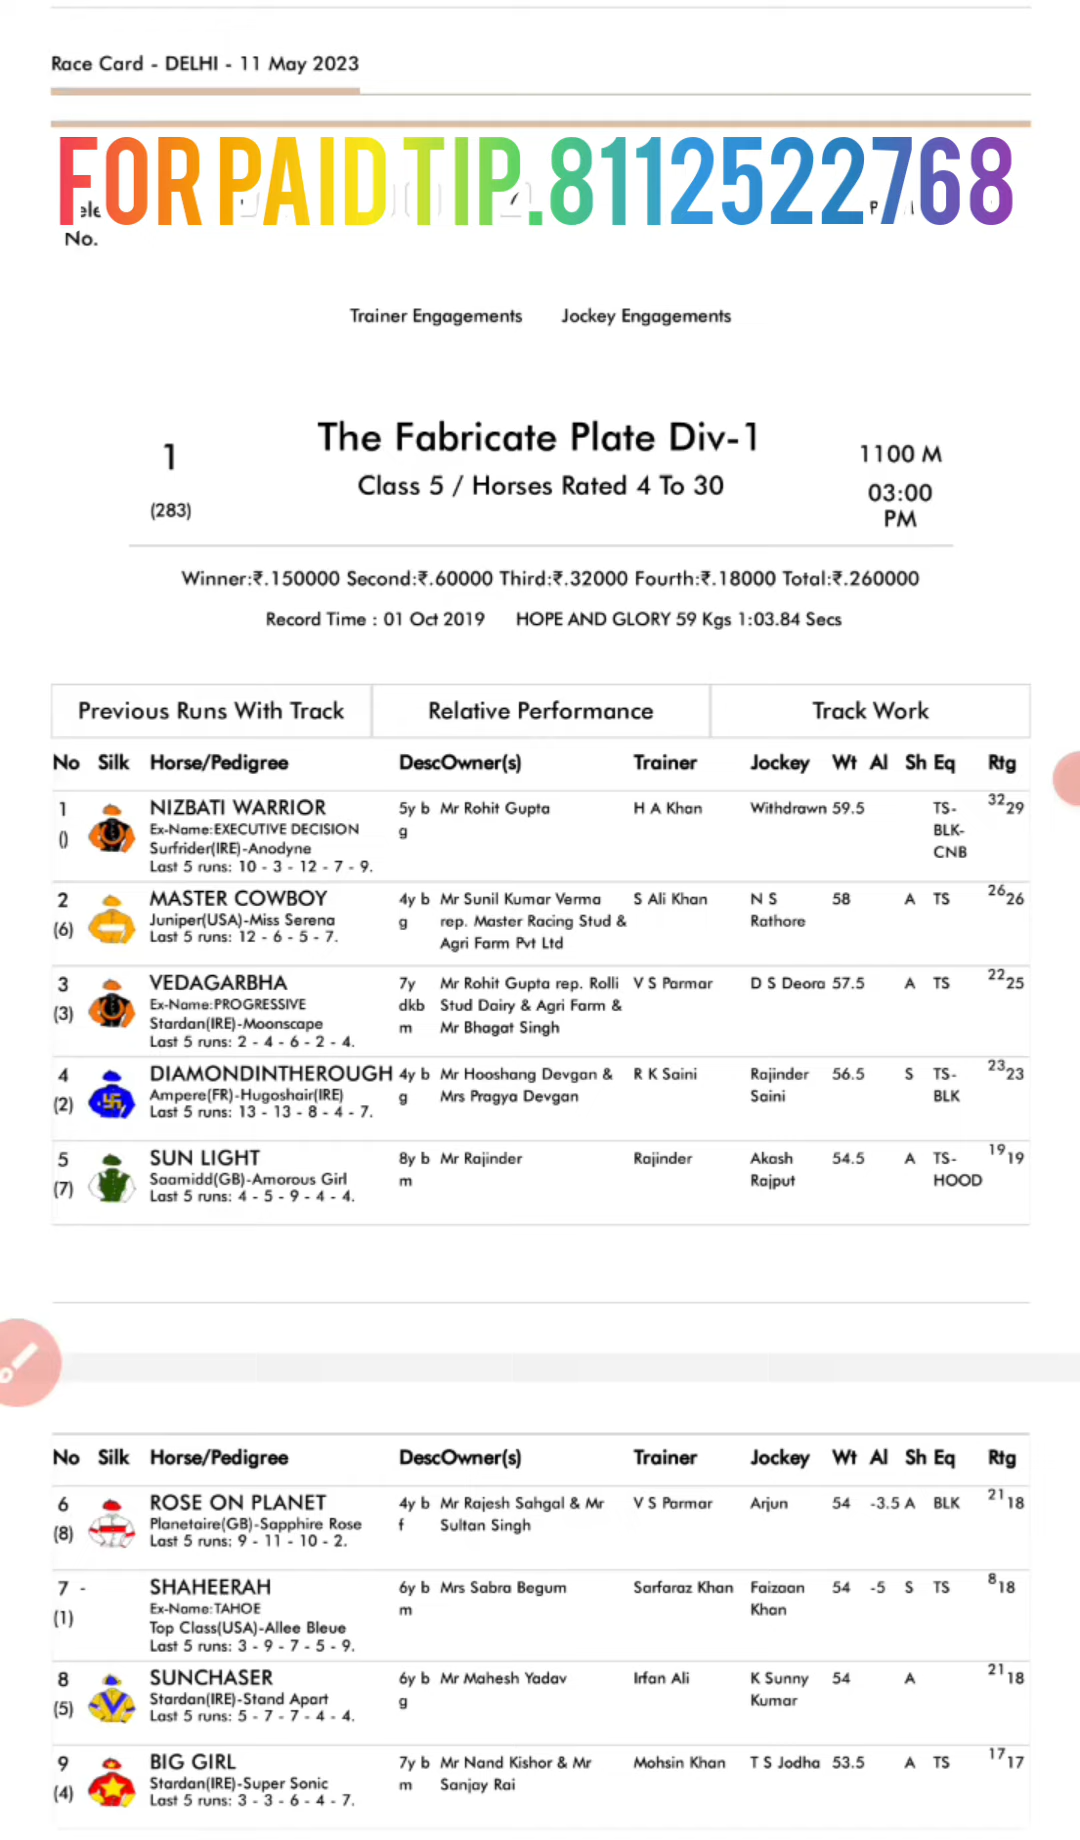 Race Card - DELHI - 11 May 2023
FOR PAID TIP.8112522768
No.
Trainer Engagements Jockey Engagements
1 The Fabricate Plate Div-1 1100 M
(283) Class 5 / Horses Rated 4 To 30 03:00
PM
Winner:₹.150000 Second:₹.60000 Third:₹.32000 Fourth:₹.18000 Total:₹.260000
Record Time : 01 Oct 2019 HOPE AND GLORY 59 Kgs 1:03.84 Secs
Previous Runs With Track Relative Performance Track Work
No Silk Horse/Pedigree DescOwner(s) Trainer Jockey Wt Al Sh Eq Rtg
1 NIZBATI WARRIOR 5y b Mr Rohit Gupta H A Khan Withdrawn 59.5 TS- 32 29
() Ex-Name:EXECUTIVE DECISION g BLK-
Surfrider(IRE)-Anodyne CNB
Last 5 runs: 10 - 3 - 12 - 7 - 9.
2 MASTER COWBOY 4y b Mr Sunil Kumar Verma S Ali Khan N S 58 A TS 26 26
(6) Juniper(USA)-Miss Serena g rep. Master Racing Stud & Rathore
Last 5 runs: 12 - 6 - 5 - 7. Agri Farm Pvt Ltd
3 VEDAGARBHA 7y Mr Rohit Gupta rep. Rolli V S Parmar D S Deora 57.5 A TS 22 25
(3) Ex-Name:PROGRESSIVE dkb Stud Dairy & Agri Farm &
Stardan(IRE)-Moonscape m Mr Bhagat Singh
Last 5 runs: 2 - 4 - 6 - 2 - 4.
4 DIAMONDINTHEROUGH 4y b Mr Hooshang Devgan & R K Saini Rajinder 56.5 S TS- 23 23
(2) Ampere(FR)-Hugoshair(IRE) g Mrs Pragya Devgan Saini BLK
Last 5 runs: 13 - 13 - 8 - 4 - 7.
5 SUN LIGHT 8y b Mr Rajinder Rajinder Akash 54.5 A TS- 19 19
(7) Saamidd(GB)-Amorous Girl m Rajput HOOD
Last 5 runs: 4 - 5 - 9 - 4 - 4.
No Silk Horse/Pedigree DescOwner(s) Trainer Jockey Wt Al Sh Eq Rtg
6 ROSE ON PLANET 4y b Mr Rajesh Sahgal & Mr V S Parmar Arjun 54 -3.5 A BLK 21 18
(8) Planetaire(GB)-Sapphire Rose f Sultan Singh
Last 5 runs: 9 - 11 - 10 - 2.
7 - SHAHEERAH 6y b Mrs Sabra Begum Sarfaraz Khan Faizaan 54 -5 S TS 8 18
(1) Ex-Name:TAHOE m Khan
Top Class(USA)-Allee Bleue
Last 5 runs: 3 - 9 - 7 - 5 - 9.
8 SUNCHASER 6y b Mr Mahesh Yadav Irfan Ali K Sunny 54 A 21 18
(5) Stardan(IRE)-Stand Apart g Kumar
Last 5 runs: 5 - 7 - 7 - 4 - 4.
9 BIG GIRL 7y b Mr Nand Kishor & Mr Mohsin Khan T S Jodha 53.5 A TS 17 17
(4) Stardan(IRE)-Super Sonic m Sanjay Rai
Last 5 runs: 3 - 3 - 6 - 4 - 7.